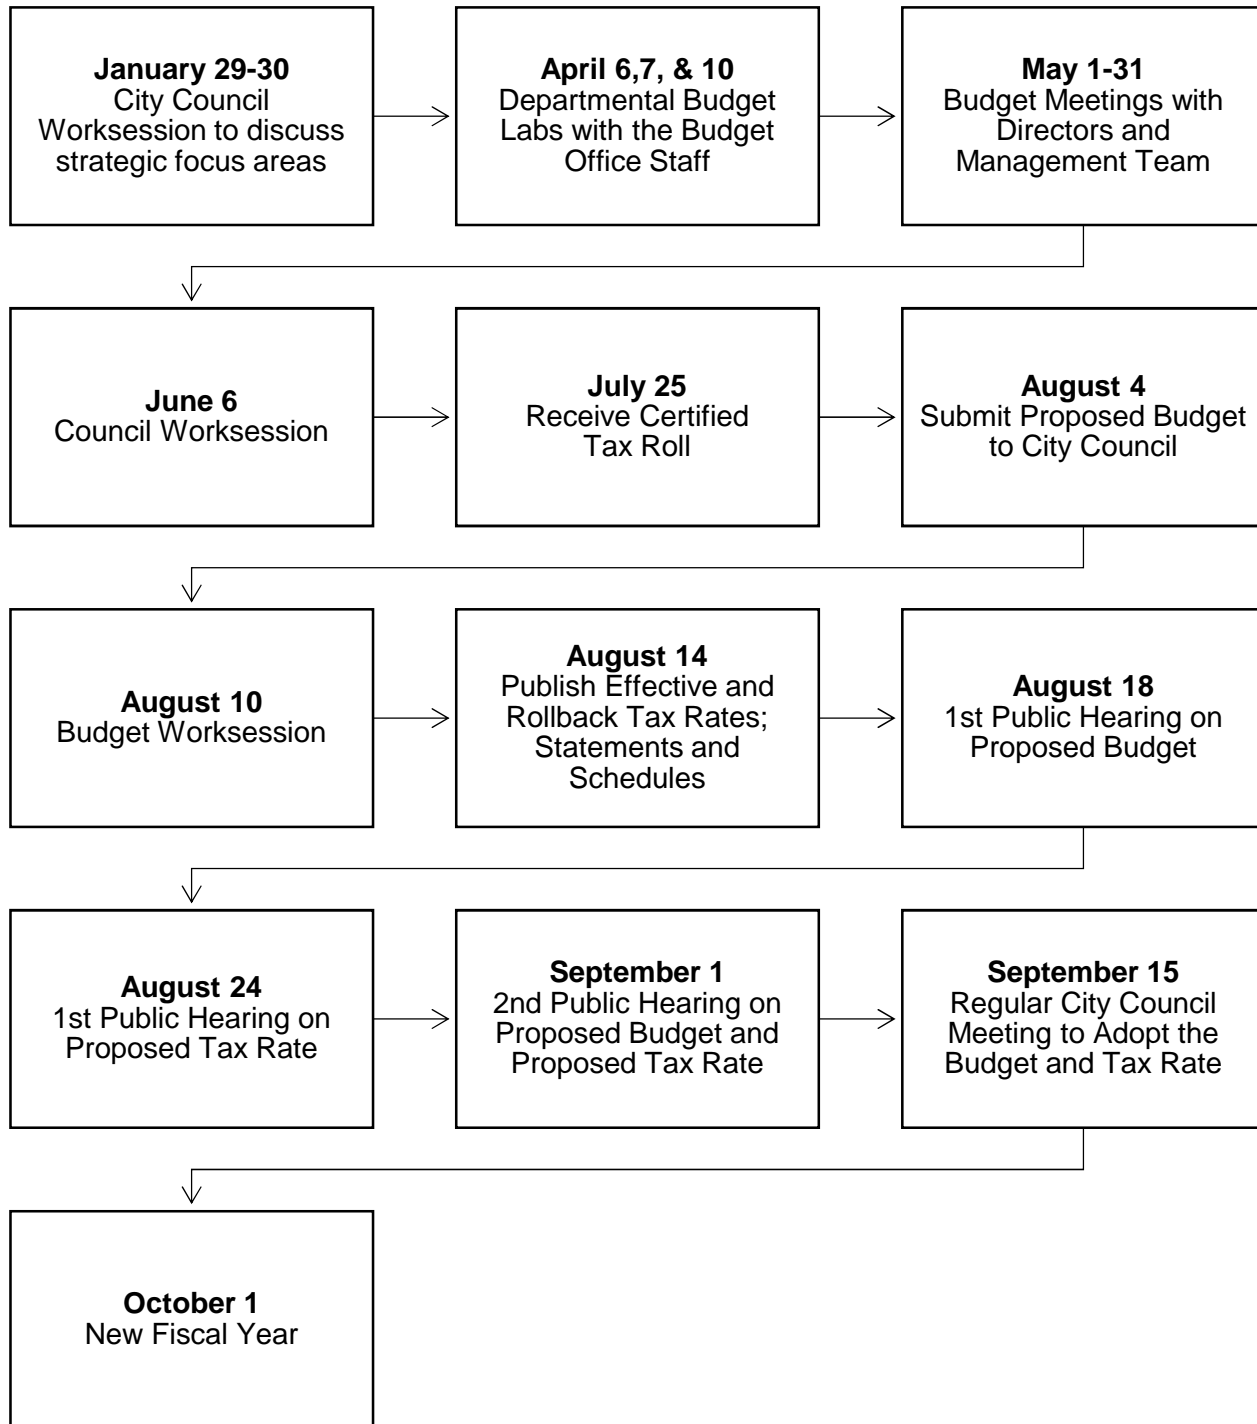 January 29-30
City Council
Worksession to discuss
strategic focus areas
April 6,7, & 10
Departmental Budget
Labs with the Budget
Office Staff
May 1-31
Budget Meetings with
Directors and
Management Team
June 6
Council Worksession
July 25
Receive Certified
Tax Roll
August 4
Submit Proposed Budget
to City Council
August 10
Budget Worksession
August 14
Publish Effective and
Rollback Tax Rates;
Statements and
Schedules
August 18
1st Public Hearing on
Proposed Budget
August 24
1st Public Hearing on
Proposed Tax Rate
September 1
2nd Public Hearing on
Proposed Budget and
Proposed Tax Rate
September 15
Regular City Council
Meeting to Adopt the
Budget and Tax Rate
October 1
New Fiscal Year